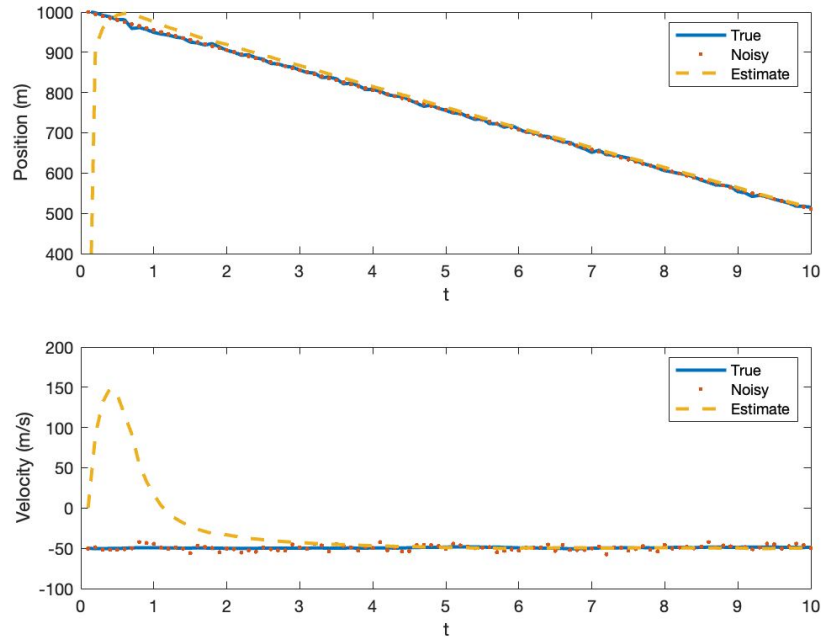 1000
900
800
700
600
500
400
Position (m)
0 1 2 3 4 5 6 7 8 9 10
t
True
Noisy
Estimate
200
150
100
50
0
-50
-100
Velocity (m/s)
0 1 2 3 4 5 6 7 8 9 10
t
True
Noisy
Estimate